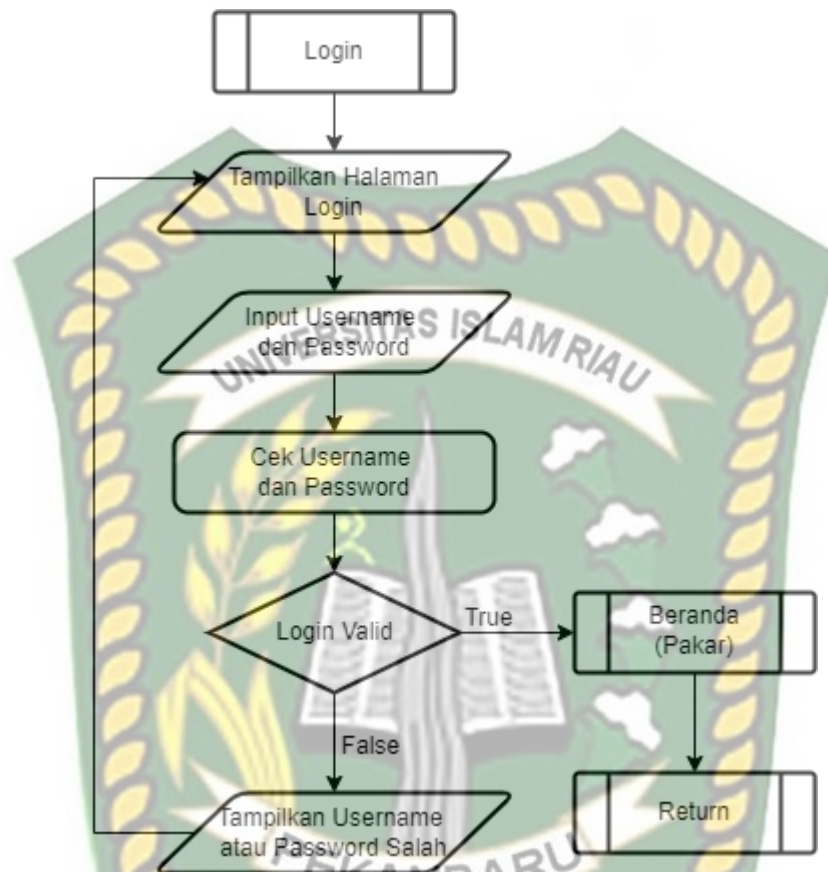 Login
Tampilkan Halaman
Login
Input Username
dan Password
UNIVERSITAS ISLAM RIAU
Cek Username
dan Password
Login Valid
True
Beranda
(Pakar)
False
Tampilkan Username
atau Password Salah
Return
PEKANBARU